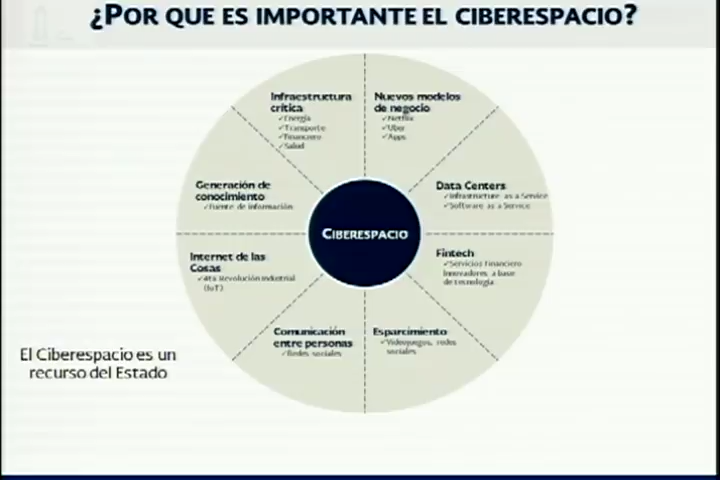 ¿POR QUE ES IMPORTANTE EL CIBERESPACIO?
Infraestructura
crítica
✓Energía
✓Transporte
✓Financiero
✓Salud
Nuevos modelos
de negocio
✓Netflix
✓Uber
✓Apps
Data Centers
✓Infrastructure as a Service
✓Software as a Service
Fintech
✓Servicios Financiero
innovadores, a base
de tecnología
Esparcimiento
✓Videojuegos, redes
sociales
Comunicación
entre personas
✓Redes sociales
Internet de las
Cosas
✓4ta Revolución Industrial
(IoT)
Generación de
conocimiento
✓Fuente de información
CIBERESPACIO
El Ciberespacio es un
recurso del Estado